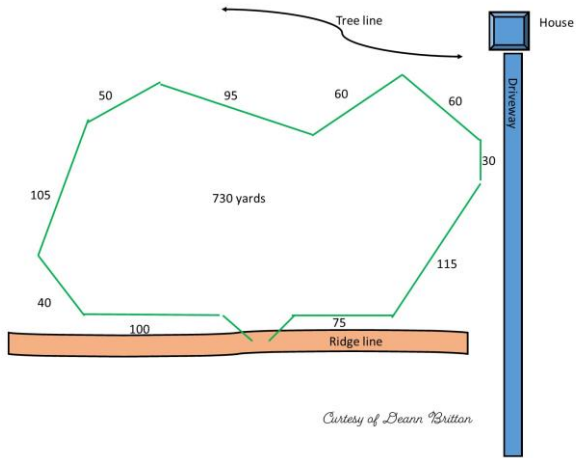 Tree line
House
50
95
60
60
Driveway
30
105
730 yards
115
40
100
75
Ridge line
Curtesy of Deann Britton